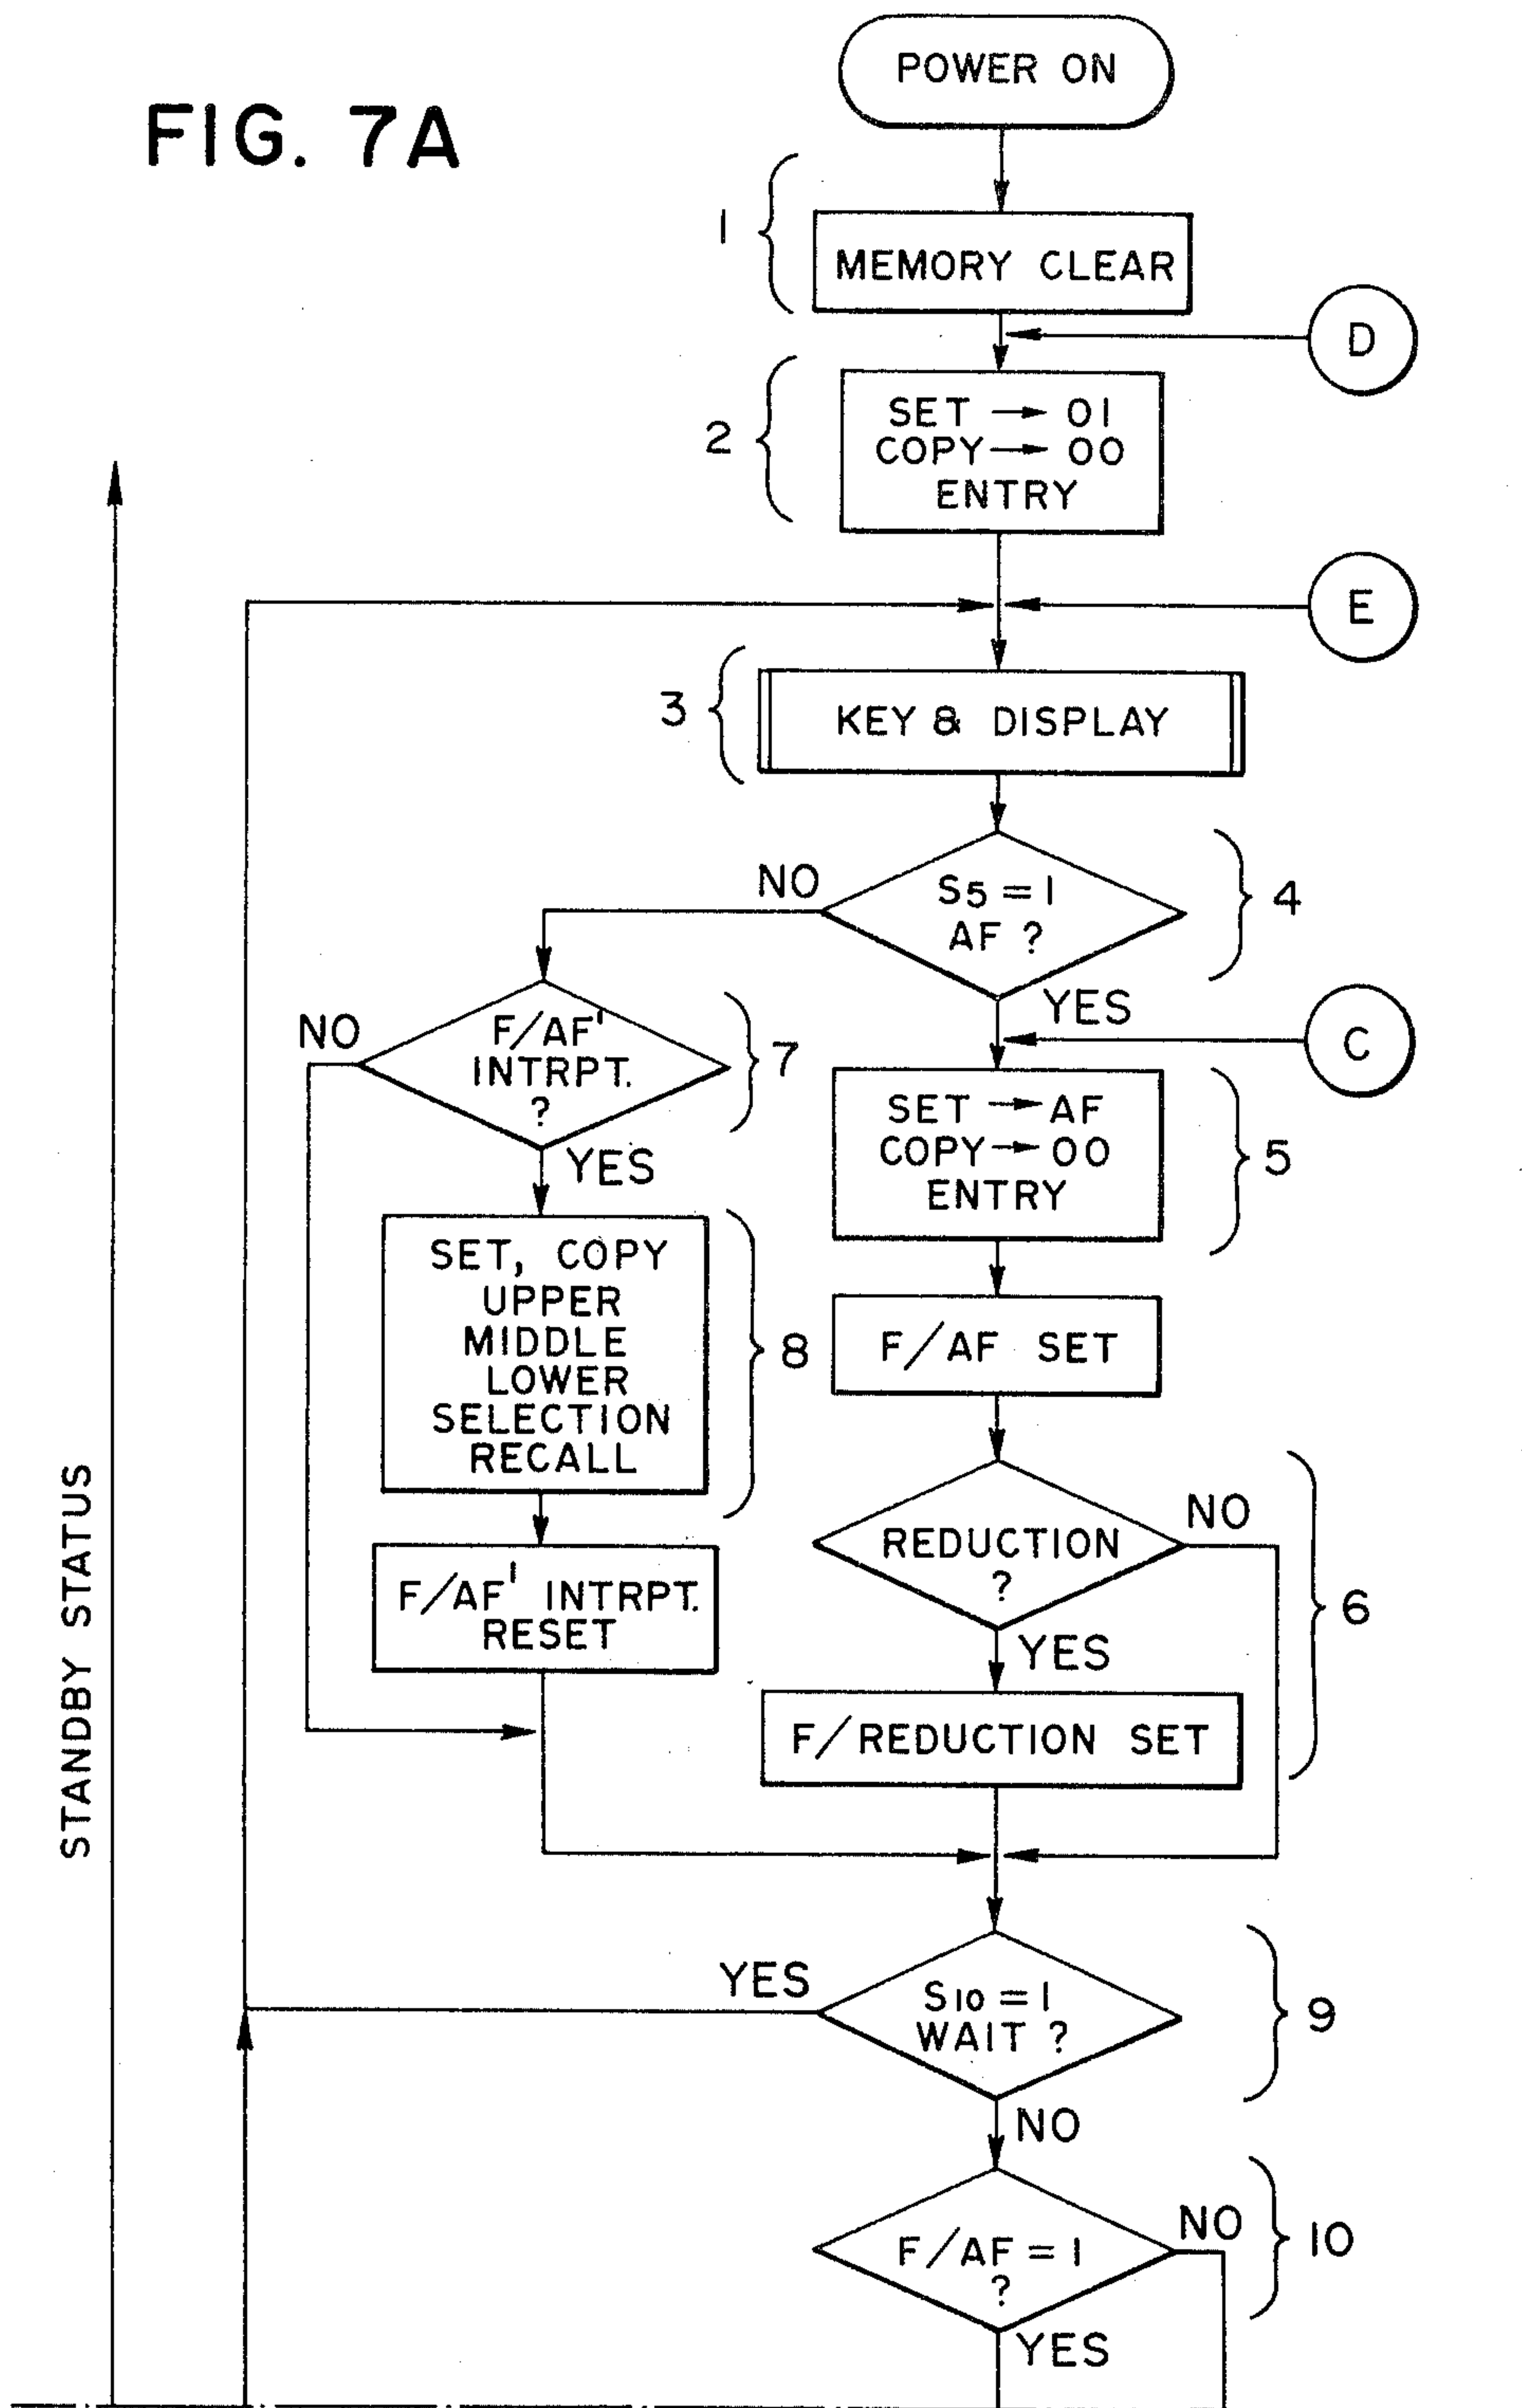 FIG. 7A
POWER ON
1
MEMORY CLEAR
D
2
SET → 01
COPY → 00
ENTRY
E
3
KEY & DISPLAY
NO
S5 = 1
AF ?
4
YES
C
NO
F/AF'
INTRPT.
?
7
YES
SET → AF
COPY → 00
ENTRY
5
SET, COPY
UPPER
MIDDLE
LOWER
SELECTION
RECALL
8
F/AF SET
REDUCTION
?
NO
6
YES
F/AF' INTRPT.
RESET
F/REDUCTION SET
STANDBY STATUS
YES
S10 = 1
WAIT ?
9
NO
F/AF = 1
?
NO
10
YES